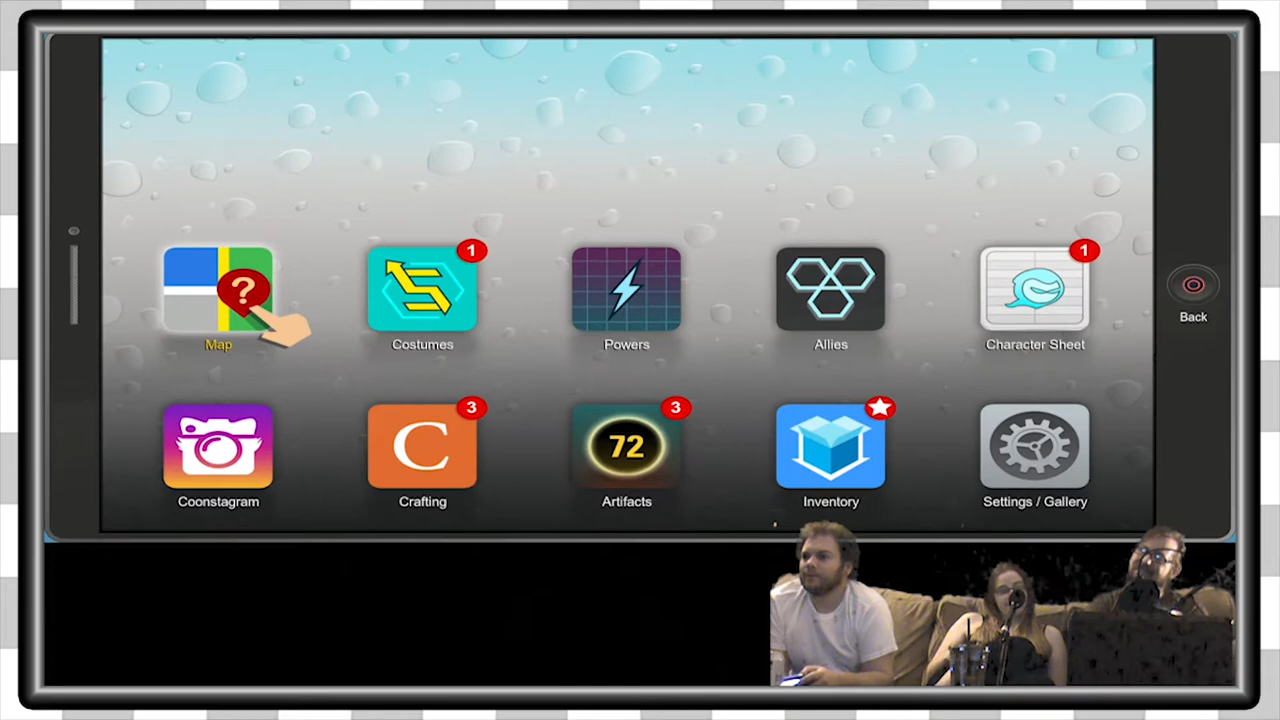 ?
1
1
Map
Costumes
Powers
Allies
Character Sheet
Back
3
3
C
72
Coonstagram
Crafting
Artifacts
Inventory
Settings / Gallery